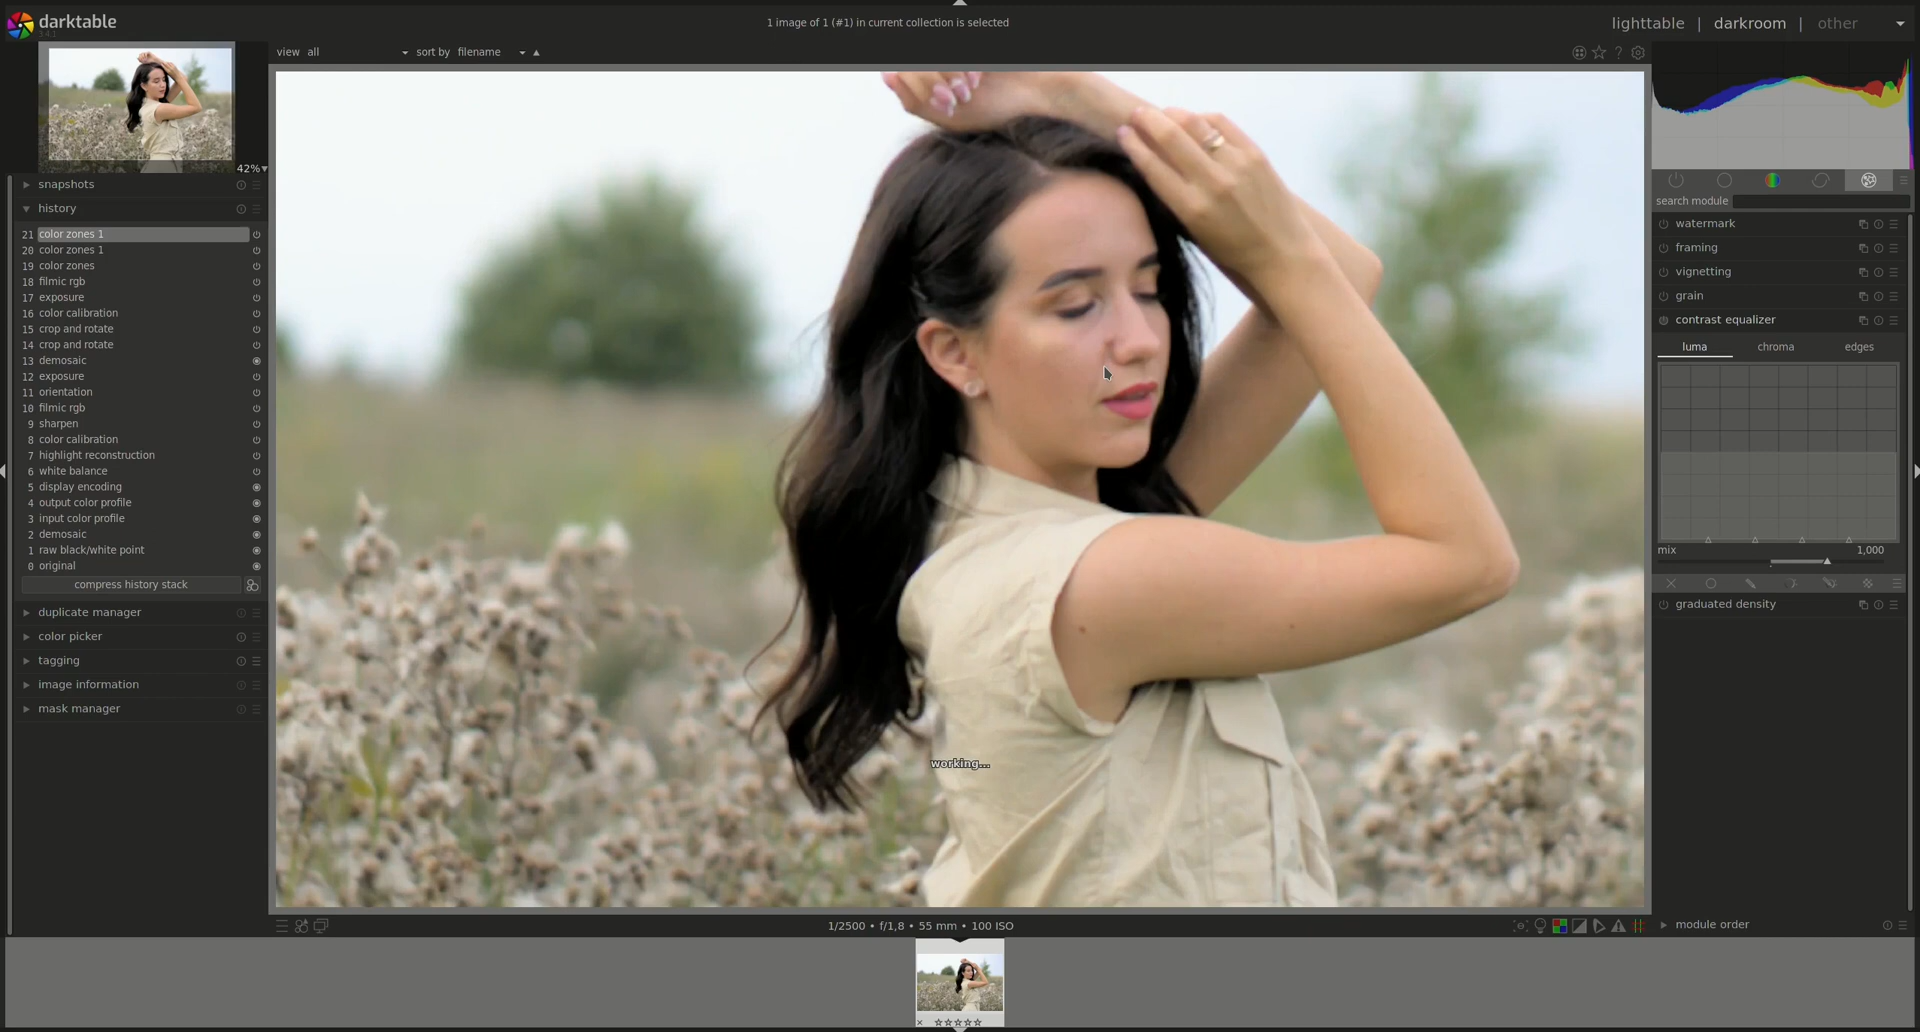 darktable
3.4.1
1 image of 1 (#1) in current collection is selected
lighttable | darkroom | other
view all sort by filename
42%
snapshots
history
21 color zones 1
20 color zones 1
19 color zones
18 filmic rgb
17 exposure
16 color calibration
15 crop and rotate
14 crop and rotate
13 demosaic
12 exposure
11 orientation
10 filmic rgb
9 sharpen
8 color calibration
7 highlight reconstruction
6 white balance
5 display encoding
4 output color profile
3 input color profile
2 demosaic
1 raw black/white point
0 original
compress history stack
duplicate manager
color picker
tagging
image information
mask manager
working...
1/2500 • f/1,8 • 55 mm • 100 ISO
search module
watermark
framing
vignetting
grain
contrast equalizer
luma chroma edges
mix 1,000
graduated density
module order